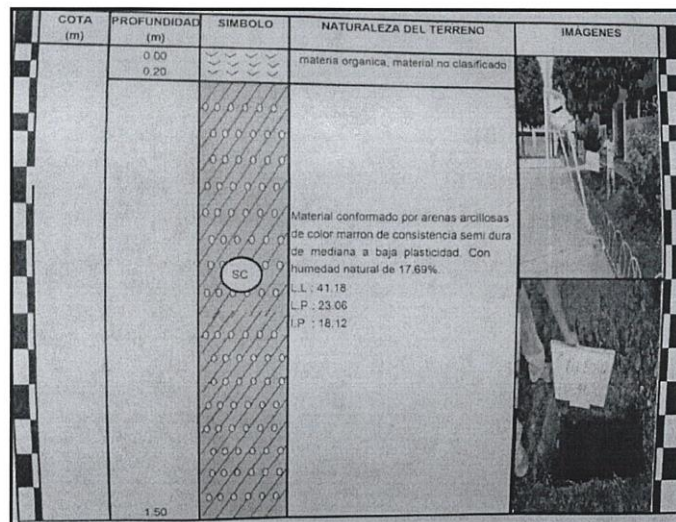 COTA (m)
PROFUNDIDAD (m)
SIMBOLO
NATURALEZA DEL TERRENO
IMÁGENES
0.00
0.20
materia organica, material no clasificado
Material conformado por arenas arcillosas
de color marron de consistencia semi dura
de mediana a baja plasticidad. Con
humedad natural de 17.69%.
L.L : 41.18
L.P : 23.06
I.P : 18.12
SC
1.50